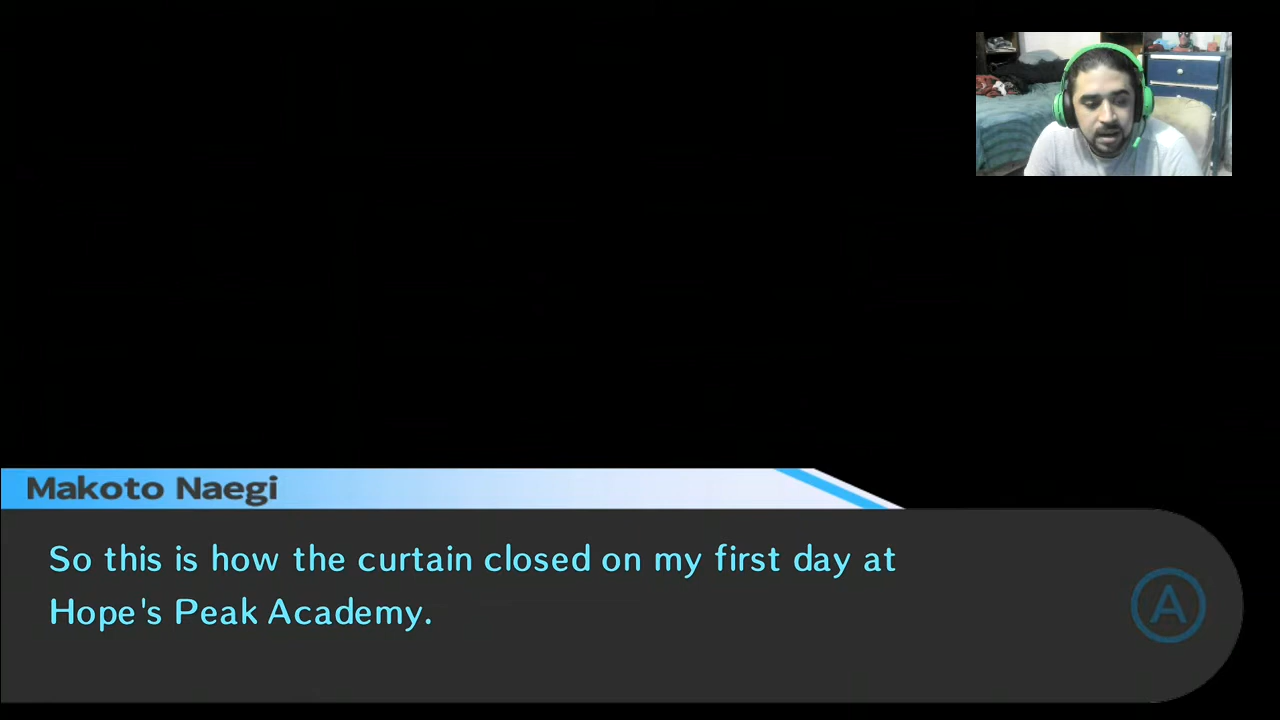 Makoto Naegi
So this is how the curtain closed on my first day at
Hope's Peak Academy.
A